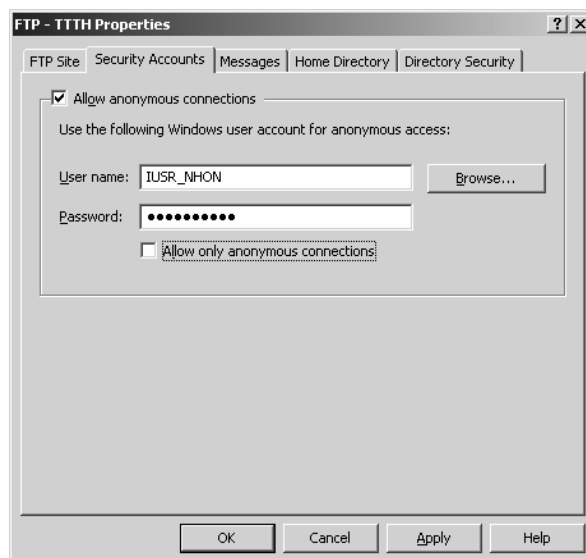 FTP - TTTH Properties
FTP Site Security Accounts Messages Home Directory Directory Security
Allow anonymous connections
Use the following Windows user account for anonymous access:
User name: IUSR_NHON Browse...
Password: ●●●●●●●●●●
Allow only anonymous connections
OK Cancel Apply Help